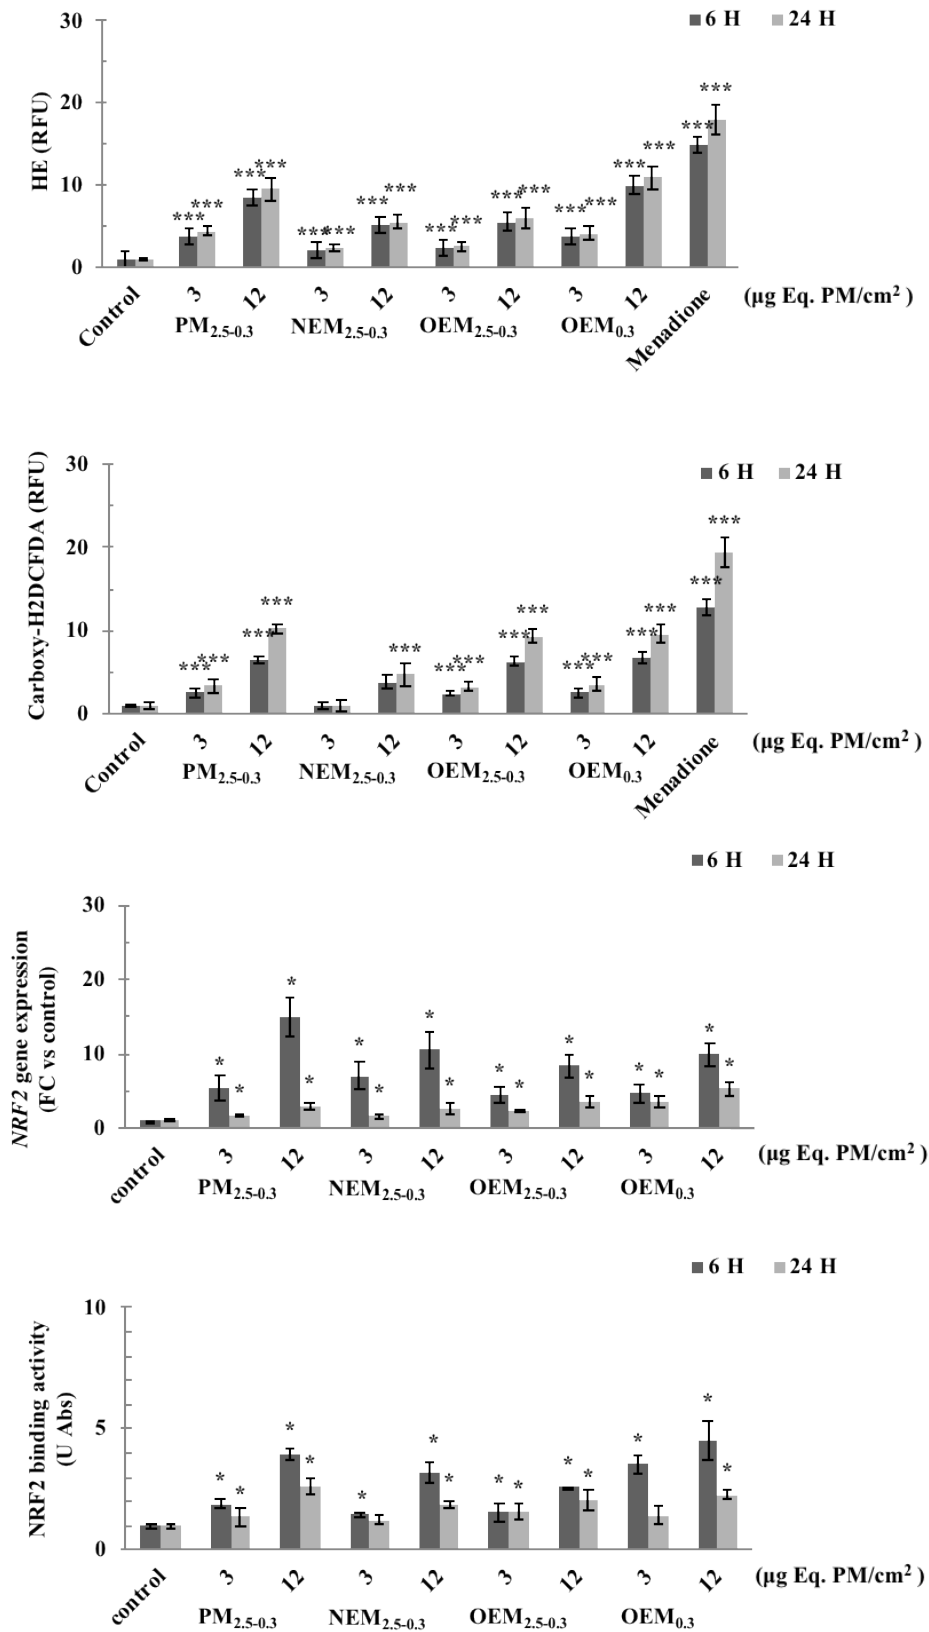 6 H 24 H
30
20
10
0
HE (RFU)
*** *** *** *** *** *** *** *** *** *** *** *** *** *** *** *** *** ***
Control 3 12 3 12 3 12 3 12 Menadione (µg Eq. PM/cm2 )
PM2.5-0.3 NEM2.5-0.3 OEM2.5-0.3 OEM0.3
6 H 24 H
30
20
10
0
Carboxy-H2DCFDA (RFU)
*** *** *** *** *** *** *** *** *** *** *** *** *** *** ***
Control 3 12 3 12 3 12 3 12 Menadione (µg Eq. PM/cm2 )
PM2.5-0.3 NEM2.5-0.3 OEM2.5-0.3 OEM0.3
6 H 24 H
30
20
10
0
NRF2 gene expression
(FC vs control)
* * * * * * * * * * * * * * * *
control 3 12 3 12 3 12 3 12 (µg Eq. PM/cm2 )
PM2.5-0.3 NEM2.5-0.3 OEM2.5-0.3 OEM0.3
6 H 24 H
10
5
0
NRF2 binding activity
(U Abs)
* * * * * * * * * * * * * *
control 3 12 3 12 3 12 3 12 (µg Eq. PM/cm2 )
PM2.5-0.3 NEM2.5-0.3 OEM2.5-0.3 OEM0.3